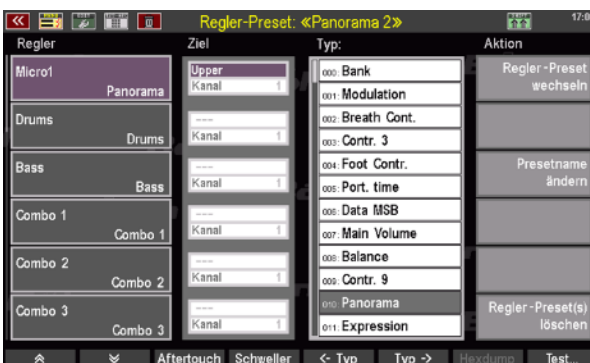 Regler-Preset: «Panorama 2»
17:0
Regler
Ziel
Typ:
Aktion
Micro1
Panorama
Upper
Kanal 1
Drums
Drums
---
Kanal 1
Bass
Bass
---
Kanal 1
Combo 1
Combo 1
---
Kanal 1
Combo 2
Combo 2
---
Kanal 1
Combo 3
Combo 3
---
Kanal 1
000: Bank
001: Modulation
002: Breath Cont.
003: Contr. 3
004: Foot Contr.
005: Port. time
006: Data MSB
007: Main Volume
008: Balance
009: Contr. 9
010: Panorama
011: Expression
Regler-Preset
wechseln
Presetname
ändern
Regler-Preset(s)
löschen
Aftertouch Schweller <- Typ Typ -> Hexdump Test...